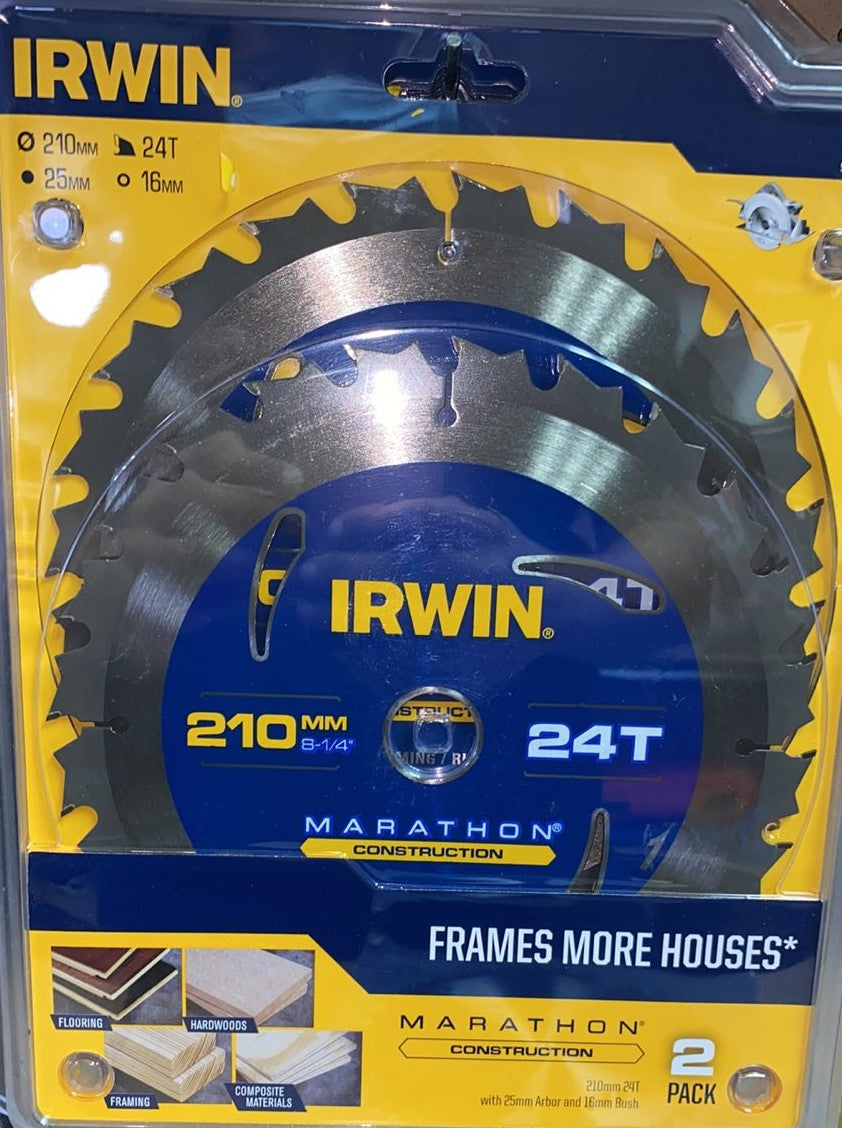 IRWIN®
Ø 210MM 24T
25MM 16MM
IRWIN®
210MM
8-1/4"
24T
MARATHON®
CONSTRUCTION
FRAMES MORE HOUSES*
FLOORING
HARDWOODS
FRAMING
COMPOSITE
MATERIALS
MARATHON®
CONSTRUCTION
2
PACK
210mm 24T
with 25mm Arbor and 16mm Bush